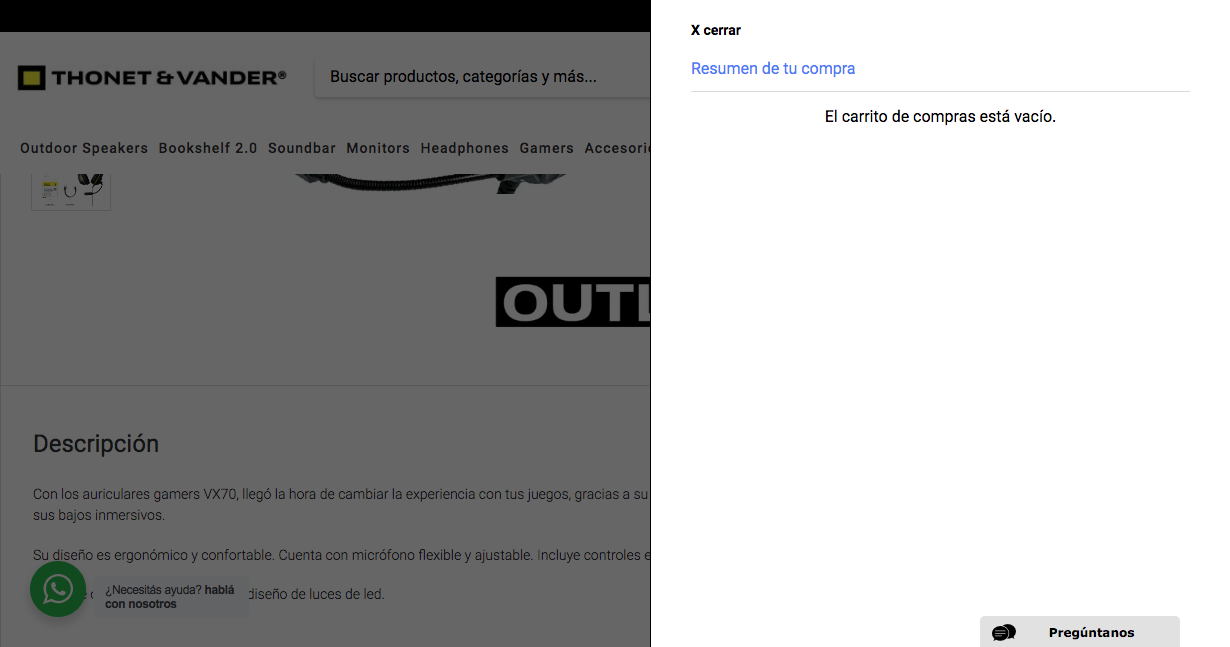 X cerrar
Resumen de tu compra
El carrito de compras está vacío.
THONET & VANDER®
Buscar productos, categorías y más...
Outdoor Speakers Bookshelf 2.0 Soundbar Monitors Headphones Gamers Accesorio
OUTL
Descripción
Con los auriculares gamers VX70, llegó la hora de cambiar la experiencia con tus juegos, gracias a su
sus bajos inmersivos.
Su diseño es ergonómico y confortable. Cuenta con micrófono flexible y ajustable. Incluye controles e
diseño de luces de led.
¿Necesitás ayuda? hablá
con nosotros
Pregúntanos